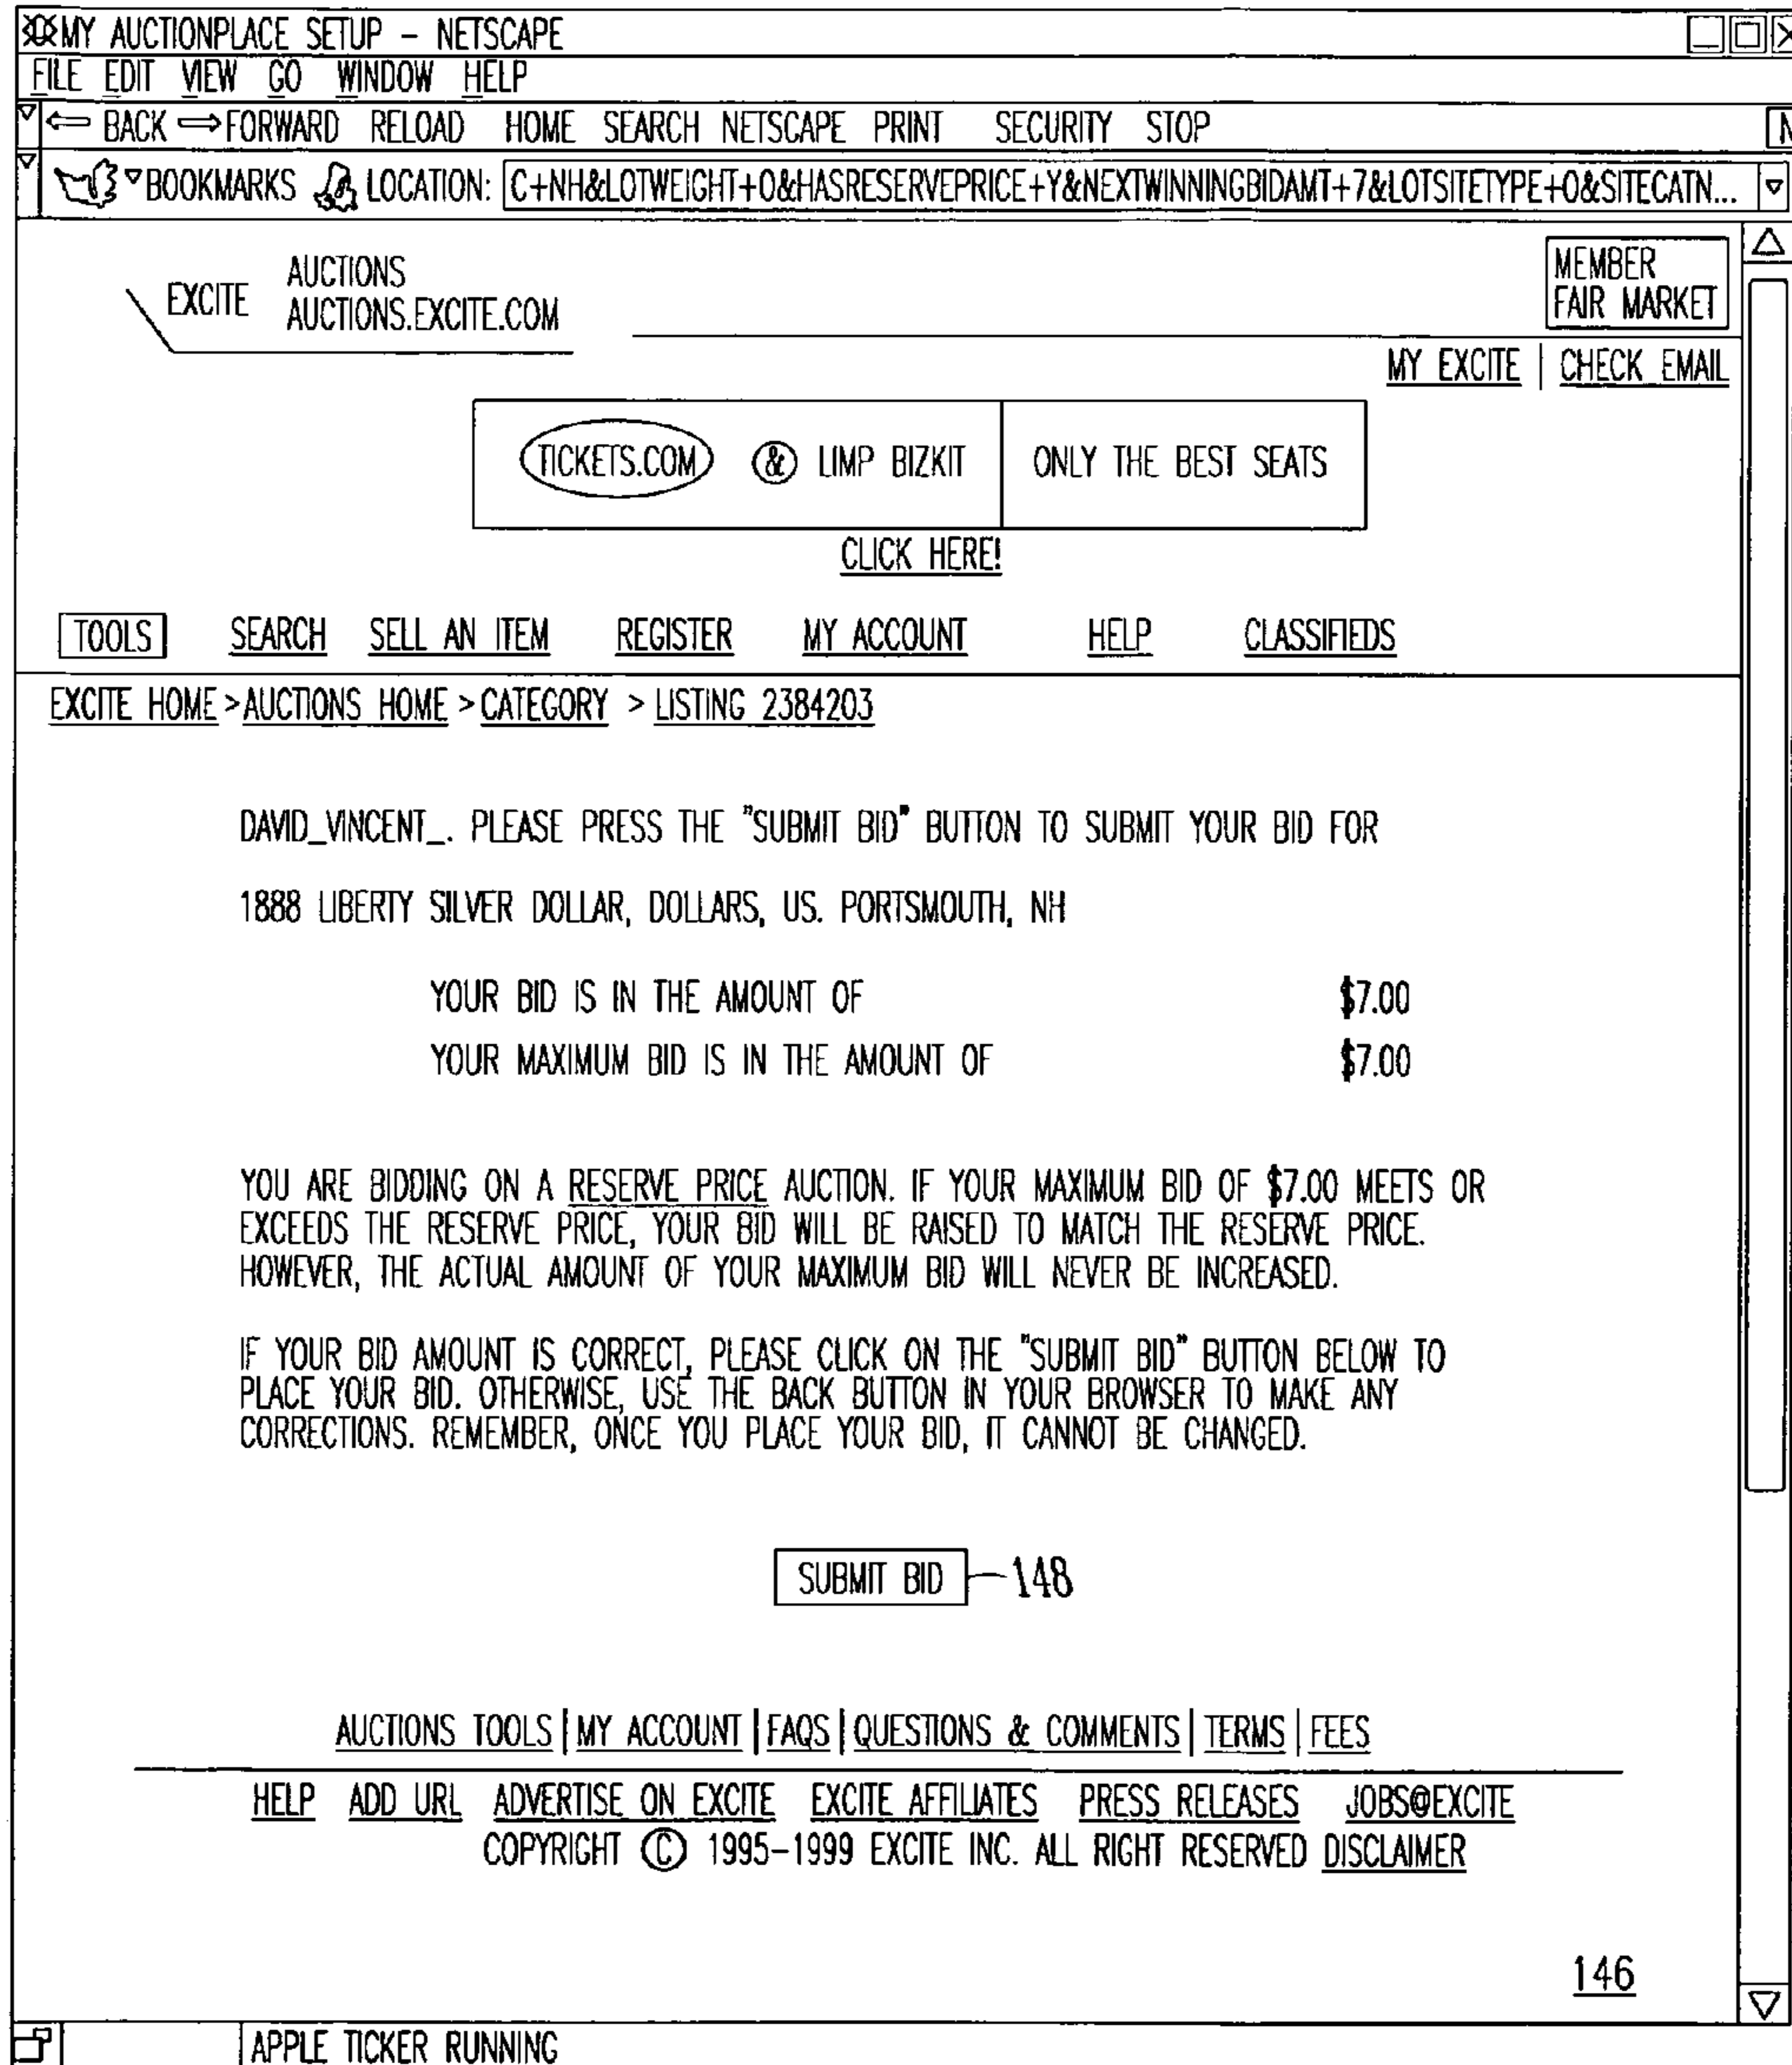 MY AUCTIONPLACE SETUP – NETSCAPE
FILE EDIT VIEW GO WINDOW HELP
BACK FORWARD RELOAD HOME SEARCH NETSCAPE PRINT SECURITY STOP N
BOOKMARKS LOCATION: C+NH&LOTWEIGHT+0&HASRESERVEPRICE+Y&NEXTWINNINGBIDAMT+7&LOTSITETYPE+0&SITECATN...
EXCITE
AUCTIONS
AUCTIONS.EXCITE.COM
MEMBER
FAIR MARKET
MY EXCITE | CHECK EMAIL
TICKETS.COM & LIMP BIZKIT ONLY THE BEST SEATS
CLICK HERE!
TOOLS SEARCH SELL AN ITEM REGISTER MY ACCOUNT HELP CLASSIFIEDS
EXCITE HOME >AUCTIONS HOME >CATEGORY > LISTING 2384203
DAVID_VINCENT_. PLEASE PRESS THE "SUBMIT BID" BUTTON TO SUBMIT YOUR BID FOR
1888 LIBERTY SILVER DOLLAR, DOLLARS, US. PORTSMOUTH, NH
YOUR BID IS IN THE AMOUNT OF $7.00
YOUR MAXIMUM BID IS IN THE AMOUNT OF $7.00
YOU ARE BIDDING ON A RESERVE PRICE AUCTION. IF YOUR MAXIMUM BID OF $7.00 MEETS OR
EXCEEDS THE RESERVE PRICE, YOUR BID WILL BE RAISED TO MATCH THE RESERVE PRICE.
HOWEVER, THE ACTUAL AMOUNT OF YOUR MAXIMUM BID WILL NEVER BE INCREASED.
IF YOUR BID AMOUNT IS CORRECT, PLEASE CLICK ON THE "SUBMIT BID" BUTTON BELOW TO
PLACE YOUR BID. OTHERWISE, USE THE BACK BUTTON IN YOUR BROWSER TO MAKE ANY
CORRECTIONS. REMEMBER, ONCE YOU PLACE YOUR BID, IT CANNOT BE CHANGED.
SUBMIT BID 148
AUCTIONS TOOLS | MY ACCOUNT | FAQS | QUESTIONS & COMMENTS | TERMS | FEES
HELP ADD URL ADVERTISE ON EXCITE EXCITE AFFILIATES PRESS RELEASES JOBS@EXCITE
COPYRIGHT © 1995–1999 EXCITE INC. ALL RIGHT RESERVED DISCLAIMER
146
APPLE TICKER RUNNING